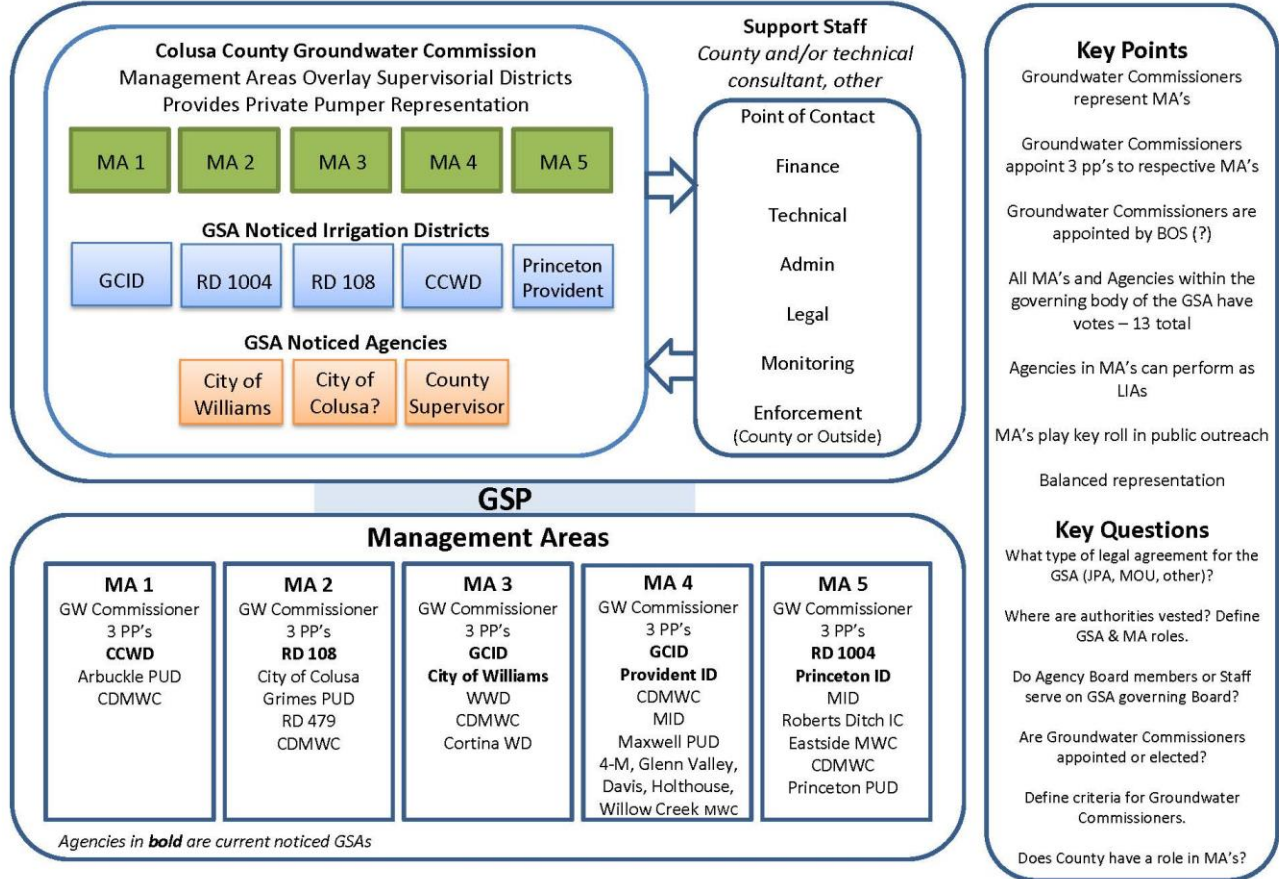 Colusa County Groundwater Commission
Management Areas Overlay Supervisorial Districts
Provides Private Pumper Representation
MA 1
MA 2
MA 3
MA 4
MA 5
GSA Noticed Irrigation Districts
GCID
RD 1004
RD 108
CCWD
Princeton
Provident
GSA Noticed Agencies
City of
Williams
City of
Colusa?
County
Supervisor
Support Staff
County and/or technical
consultant, other
Point of Contact
Finance
Technical
Admin
Legal
Monitoring
Enforcement
(County or Outside)
GSP
Management Areas
MA 1
GW Commissioner
3 PP's
CCWD
Arbuckle PUD
CDMWC
MA 2
GW Commissioner
3 PP's
RD 108
City of Colusa
Grimes PUD
RD 479
CDMWC
MA 3
GW Commissioner
3 PP's
GCID
City of Williams
WWD
CDMWC
Cortina WD
MA 4
GW Commissioner
3 PP's
GCID
Provident ID
CDMWC
MID
Maxwell PUD
4-M, Glenn Valley,
Davis, Holthouse,
Willow Creek MWC
MA 5
GW Commissioner
3 PP's
RD 1004
Princeton ID
MID
Roberts Ditch IC
Eastside MWC
CDMWC
Princeton PUD
Agencies in bold are current noticed GSAs
Key Points
Groundwater Commissioners
represent MA's
Groundwater Commissioners
appoint 3 pp's to respective MA's
Groundwater Commissioners are
appointed by BOS (?)
All MA's and Agencies within the
governing body of the GSA have
votes – 13 total
Agencies in MA's can perform as
LIAs
MA's play key roll in public outreach
Balanced representation
Key Questions
What type of legal agreement for the
GSA (JPA, MOU, other)?
Where are authorities vested? Define
GSA & MA roles.
Do Agency Board members or Staff
serve on GSA governing Board?
Are Groundwater Commissioners
appointed or elected?
Define criteria for Groundwater
Commissioners.
Does County have a role in MA's?